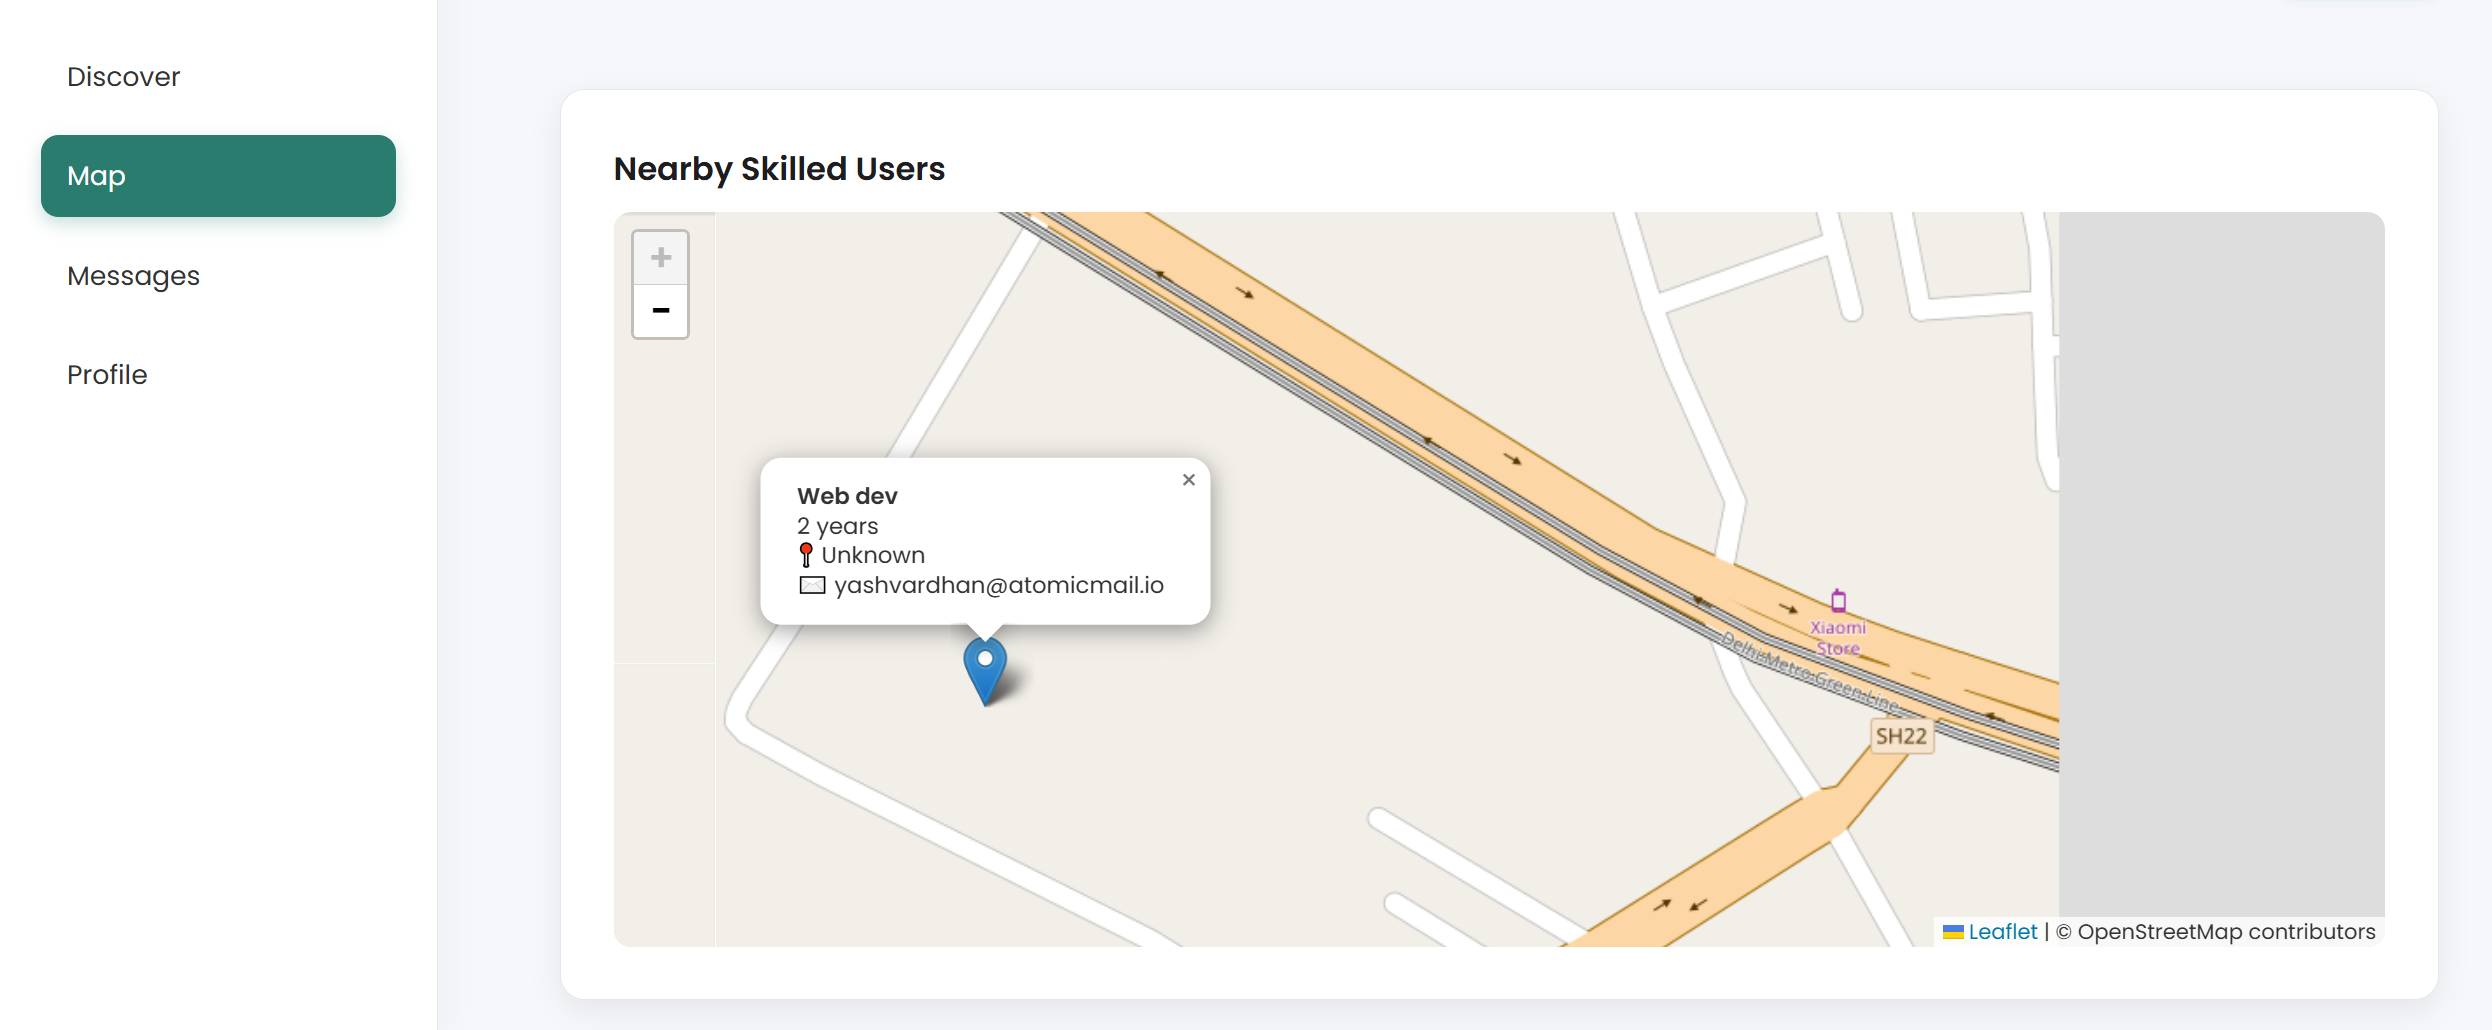 Discover
Map
Messages
Profile
Nearby Skilled Users
+
-
Web dev
×
2 years
Unknown
yashvardhan@atomicmail.io
Xiaomi
Store
Delhi Metro Green Line
SH22
Leaflet | © OpenStreetMap contributors